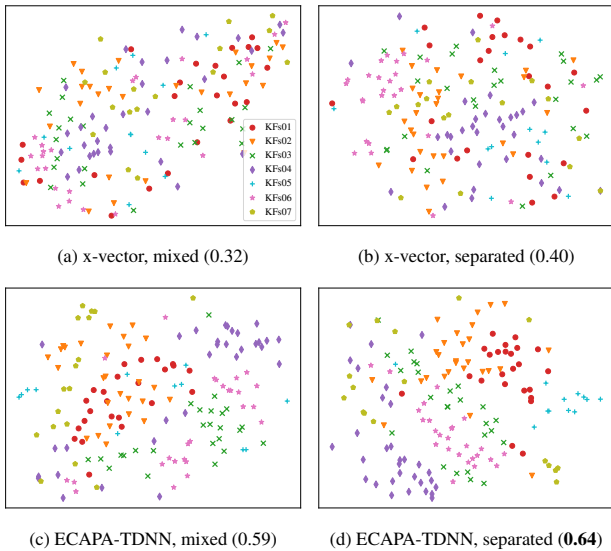 KFs01
KFs02
KFs03
KFs04
KFs05
KFs06
KFs07
(a) x-vector, mixed (0.32)
(b) x-vector, separated (0.40)
(c) ECAPA-TDNN, mixed (0.59)
(d) ECAPA-TDNN, separated (0.64)